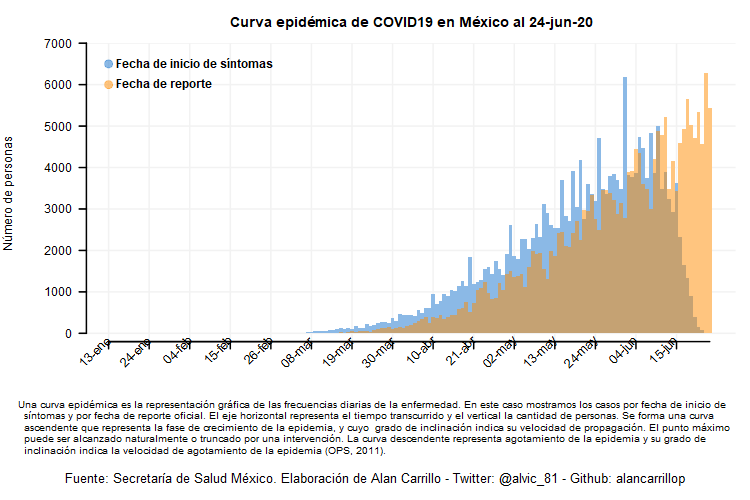 Curva epidémica de COVID19 en México al 24-jun-20
Número de personas
7000
6000
5000
4000
3000
2000
1000
0
Fecha de inicio de síntomas
Fecha de reporte
13-ene
24-ene
04-feb
15-feb
26-feb
08-mar
19-mar
30-mar
10-abr
21-abr
02-may
13-may
24-may
04-jun
15-jun
Una curva epidémica es la representación gráfica de las frecuencias diarias de la enfermedad. En este caso mostramos los casos por fecha de inicio de
síntomas y por fecha de reporte oficial. El eje horizontal representa el tiempo transcurrido y el vertical la cantidad de personas. Se forma una curva
ascendente que representa la fase de crecimiento de la epidemia, y cuyo grado de inclinación indica su velocidad de propagación. El punto máximo
puede ser alcanzado naturalmente o truncado por una intervención. La curva descendente representa agotamiento de la epidemia y su grado de
inclinación indica la velocidad de agotamiento de la epidemia (OPS, 2011).
Fuente: Secretaría de Salud México. Elaboración de Alan Carrillo - Twitter: @alvic_81 - Github: alancarrillop